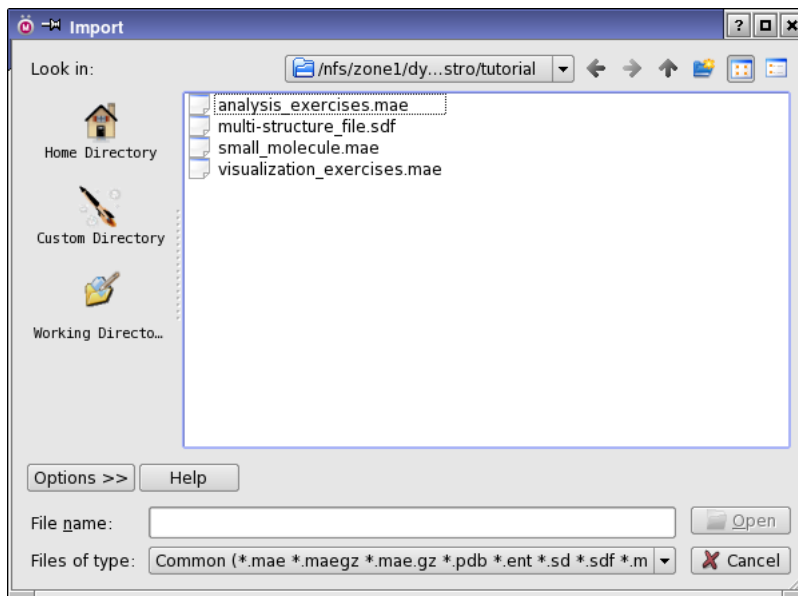 Import
?
Look in:
/nfs/zone1/dy...stro/tutorial
Home Directory
Custom Directory
Working Directo...
analysis_exercises.mae
multi-structure_file.sdf
small_molecule.mae
visualization_exercises.mae
Options >>
Help
File name:
Open
Files of type:
Common (*.mae *.maegz *.mae.gz *.pdb *.ent *.sd *.sdf *.m
Cancel